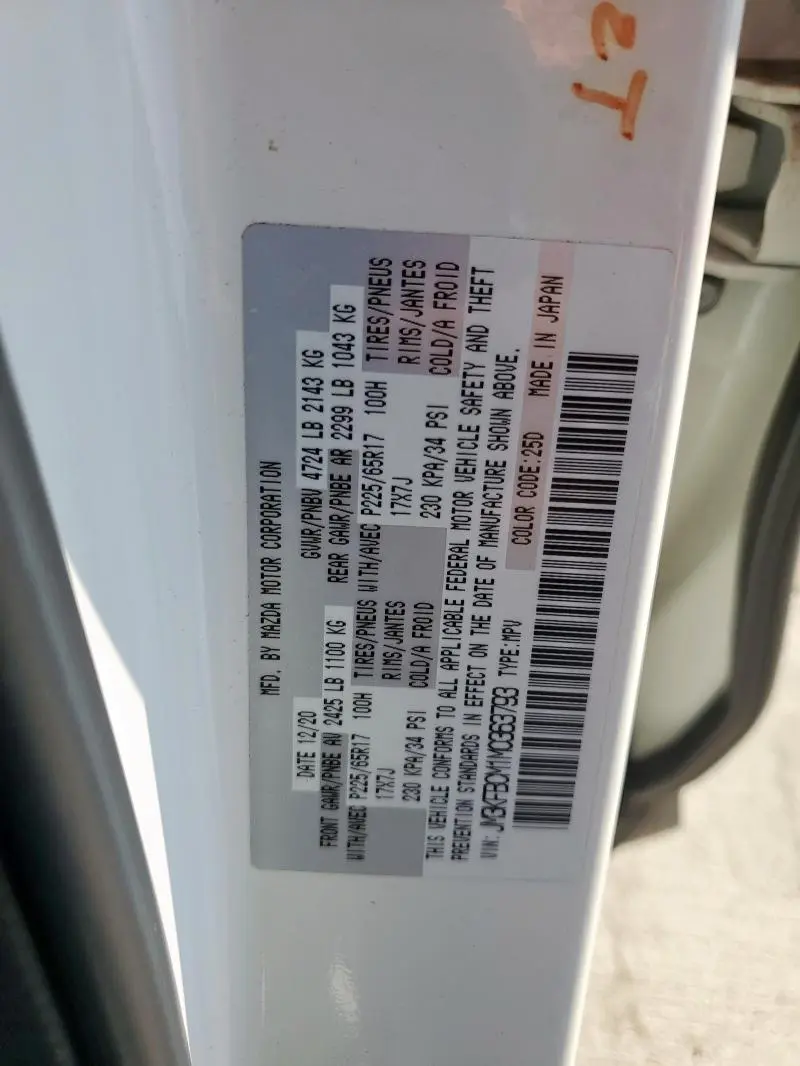 2T
MFD. BY MAZDA MOTOR CORPORATION
DATE 12/20 GVWR/PNBV 4724 LB 2143 KG
FRONT GAWR/PNBE AV 2425 LB 1100 KG REAR GAWR/PNBE AR 2299 LB 1043 KG
WITH/AVEC P225/65R17 100H TIRES/PNEUS WITH/AVEC P225/65R17 100H TIRES/PNEUS
17X7J RIMS/JANTES 17X7J RIMS/JANTES
230 KPA/34 PSI COLD/A FROID 230 KPA/34 PSI COLD/A FROID
THIS VEHICLE CONFORMS TO ALL APPLICABLE FEDERAL MOTOR VEHICLE SAFETY AND THEFT
PREVENTION STANDARDS IN EFFECT ON THE DATE OF MANUFACTURE SHOWN ABOVE.
VIN: JM3KFBCM1M0363793 TYPE:MPV COLOR CODE:25D MADE IN JAPAN